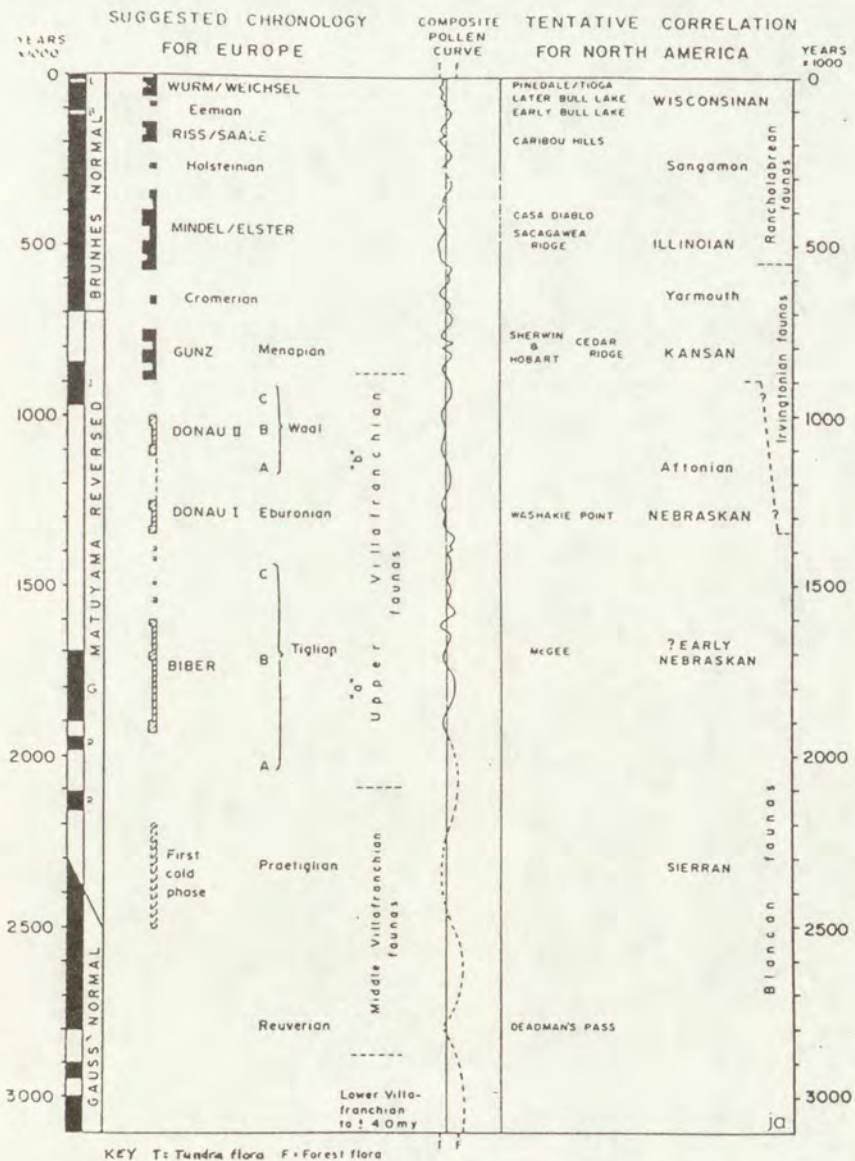 SUGGESTED CHRONOLOGY
FOR EUROPE
COMPOSITE
POLLEN
CURVE
T F
TENTATIVE CORRELATION
FOR NORTH AMERICA
YEARS
x1000
YEARS
x1000
0
500
1000
1500
2000
2500
3000
BRUNHES NORMAL
MATUYAMA REVERSED
GAUSS NORMAL
WURM/WEICHSEL
Eemian
RISS/SAALE
Holsteinian
MINDEL/ELSTER
Cromerian
GUNZ Menapian
C
DONAU II B Waal
A
DONAU I Eburonian
C
Tiglian
BIBER B
A
First
cold
phase
Praetiglian
Reuverian
"b"
"a"
Upper Villafranchian
faunas
Middle Villafranchian
faunas
Lower Villa-
franchian
to ± 4.0my
PINEDALE/TIOGA
LATER BULL LAKE
EARLY BULL LAKE
WISCONSINAN
CARIBOU HILLS
Sangamon
CASA DIABLO
SACAGAWEA
RIDGE
ILLINOIAN
Yarmouth
SHERWIN
&
HOBART
CEDAR
RIDGE
KANSAN
Aftonian
WASHAKIE POINT NEBRASKAN
McGEE
? EARLY
NEBRASKAN
SIERRAN
DEADMAN'S PASS
Rancholabrean
faunas
Irvingtonian faunas
?
?
Blancan faunas
0
500
1000
1500
2000
2500
3000
ja
T F
KEY T: Tundra flora F = Forest flora